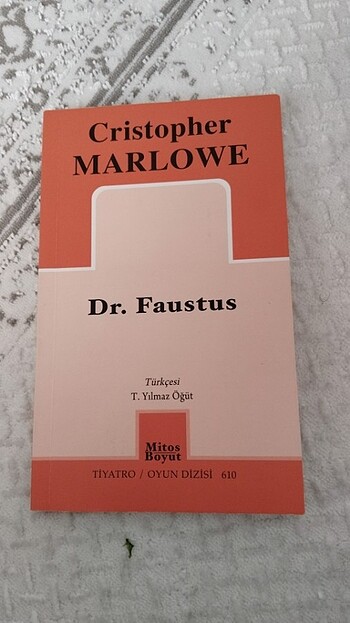 Cristopher
MARLOWE
Dr. Faustus
Türkçesi
T. Yılmaz Öğüt
Mitos
Boyut
TİYATRO / OYUN DİZİSİ 610